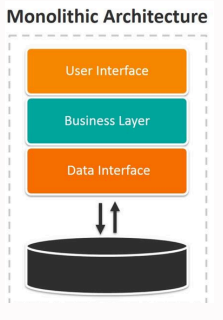 Monolithic Architecture
User Interface
Business Layer
Data Interface